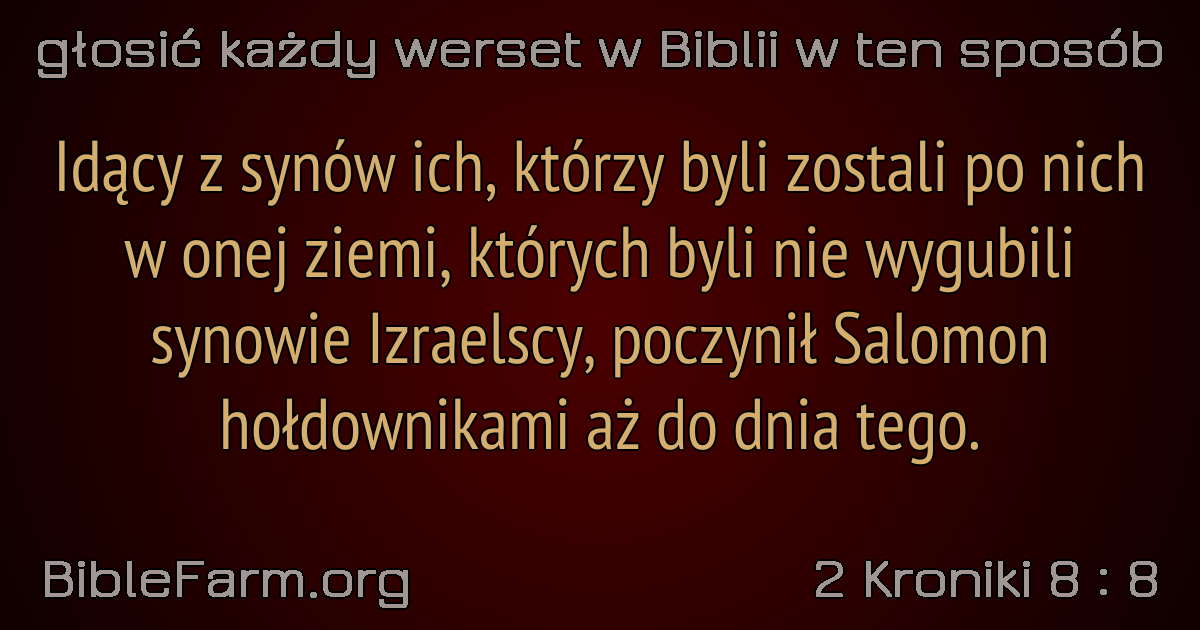 głosić każdy werset w Biblii w ten sposób
Idący z synów ich, którzy byli zostali po nich
w onej ziemi, których byli nie wygubili
synowie Izraelscy, poczynił Salomon
hołdownikami aż do dnia tego.
BibleFarm.org
2 Kroniki 8 : 8